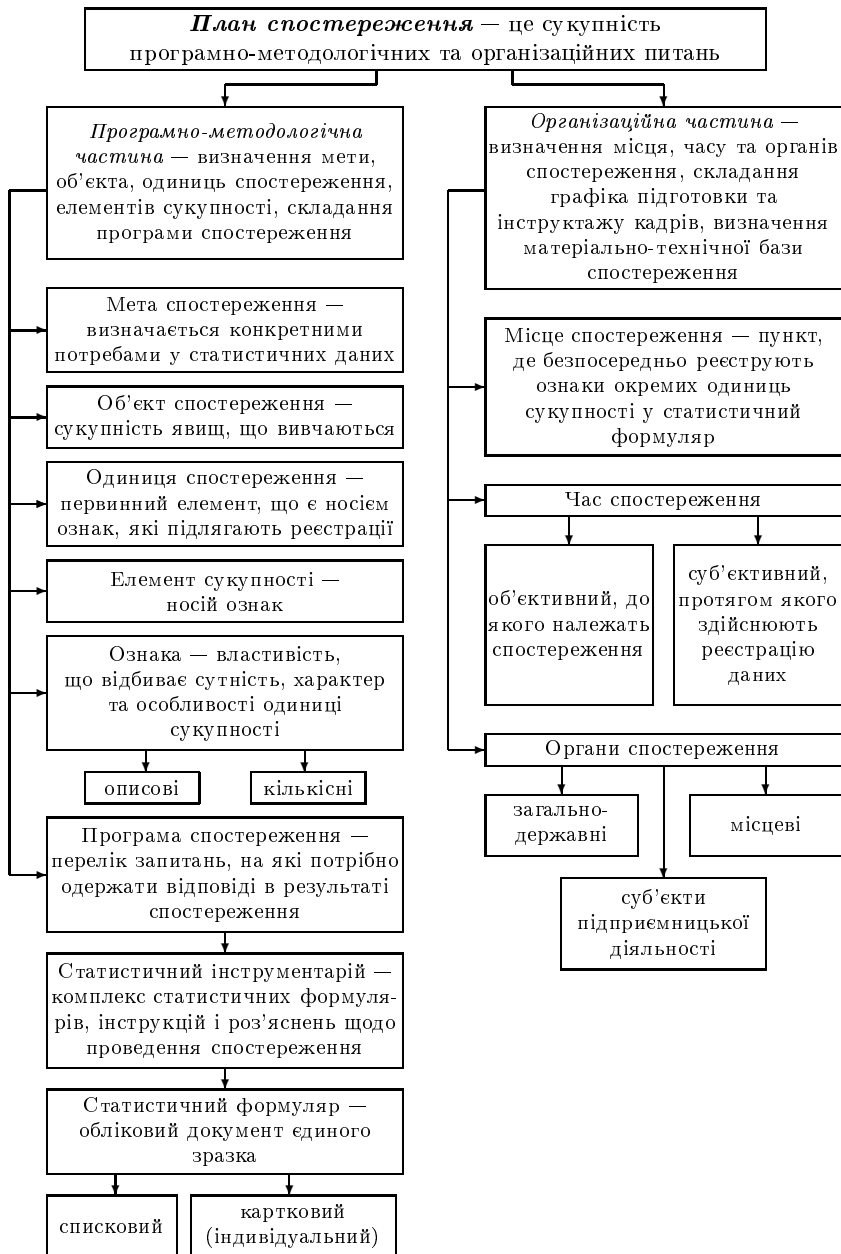 План спостереження — це сукупність
програмно-методологічних та організаційних питань
Програмно-методологічна
частина — визначення мети,
об'єкта, одиниць спостереження,
елементів сукупності, складання
програми спостереження
Мета спостереження —
визначається конкретними
потребами у статистичних даних
Об'єкт спостереження —
сукупність явищ, що вивчаються
Одиниця спостереження —
первинний елемент, що є носієм
ознак, які підлягають реєстрації
Елемент сукупності —
носій ознак
Ознака — властивість,
що відбиває сутність, характер
та особливості одиниці
сукупності
описові
кількісні
Програма спостереження —
перелік запитань, на які потрібно
одержати відповіді в результаті
спостереження
Статистичний інструментарій —
комплекс статистичних формуля-
рів, інструкцій і роз'яснень щодо
проведення спостереження
Статистичний формуляр —
обліковий документ єдиного
зразка
списковий
картковий
(індивідуальний)
Організаційна частина —
визначення місця, часу та органів
спостереження, складання
графіка підготовки та
інструктажу кадрів, визначення
матеріально-технічної бази
спостереження
Місце спостереження — пункт,
де безпосередньо реєструють
ознаки окремих одиниць
сукупності у статистичний
формуляр
Час спостереження
об'єктивний, до
якого належать
спостереження
суб'єктивний,
протягом якого
здійснюють
реєстрацію
даних
Органи спостереження
загально-
державні
місцеві
суб'єкти
підприємницької
діяльності